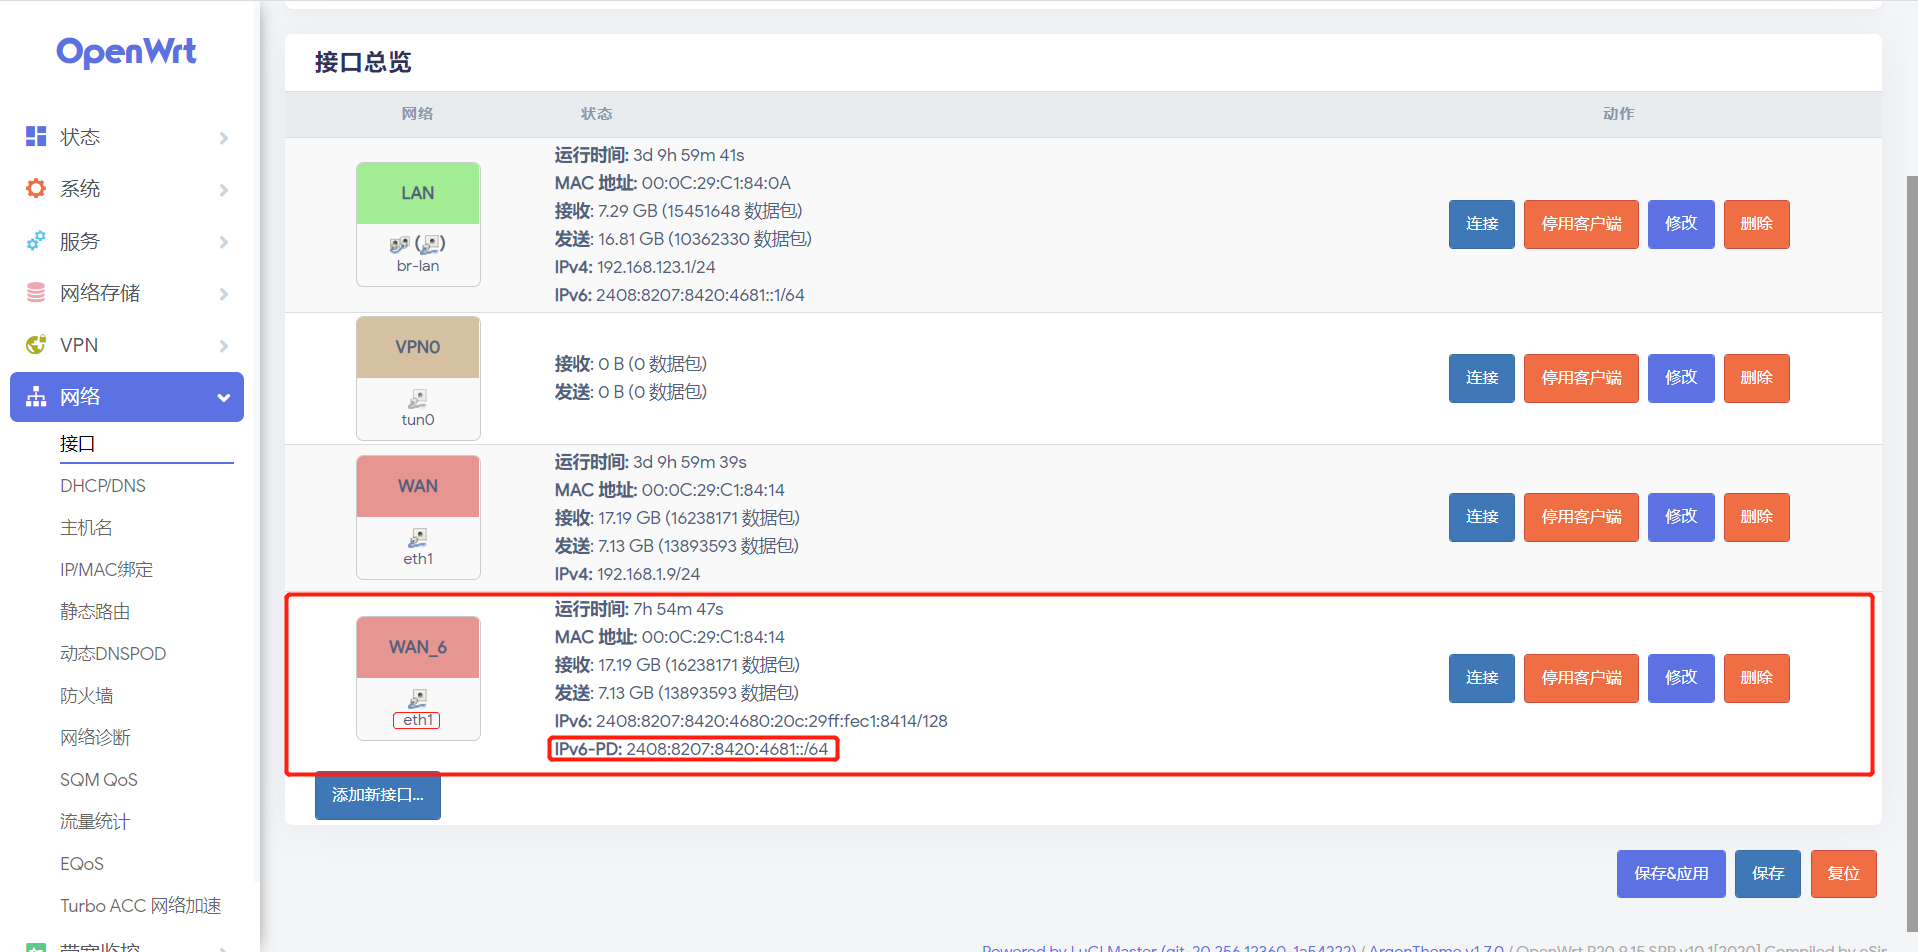 OpenWrt
状态
系统
服务
网络存储
VPN
网络
接口
DHCP/DNS
主机名
IP/MAC绑定
静态路由
动态DNSPOD
防火墙
网络诊断
SQM QoS
流量统计
EQoS
Turbo ACC 网络加速
带宽监控
接口总览
网络 状态 动作
LAN
br-lan
运行时间: 3d 9h 59m 41s
MAC 地址: 00:0C:29:C1:84:0A
接收: 7.29 GB (15451648 数据包)
发送: 16.81 GB (10362330 数据包)
IPv4: 192.168.123.1/24
IPv6: 2408:8207:8420:4681::1/64
连接 停用客户端 修改 删除
VPN0
tun0
接收: 0 B (0 数据包)
发送: 0 B (0 数据包)
连接 停用客户端 修改 删除
WAN
eth1
运行时间: 3d 9h 59m 39s
MAC 地址: 00:0C:29:C1:84:14
接收: 17.19 GB (16238171 数据包)
发送: 7.13 GB (13893593 数据包)
IPv4: 192.168.1.9/24
连接 停用客户端 修改 删除
WAN_6
eth1
运行时间: 7h 54m 47s
MAC 地址: 00:0C:29:C1:84:14
接收: 17.19 GB (16238171 数据包)
发送: 7.13 GB (13893593 数据包)
IPv6: 2408:8207:8420:4680:20c:29ff:fec1:8414/128
IPv6-PD: 2408:8207:8420:4681::/64
连接 停用客户端 修改 删除
添加新接口...
保存&应用 保存 复位
Powered by LuCI Master (git-20.256.12360-1a54222) / ArgonTheme v1.7.0 / OpenWrt R20.9.15 SPP v10.1[2020] Compiled by eSir